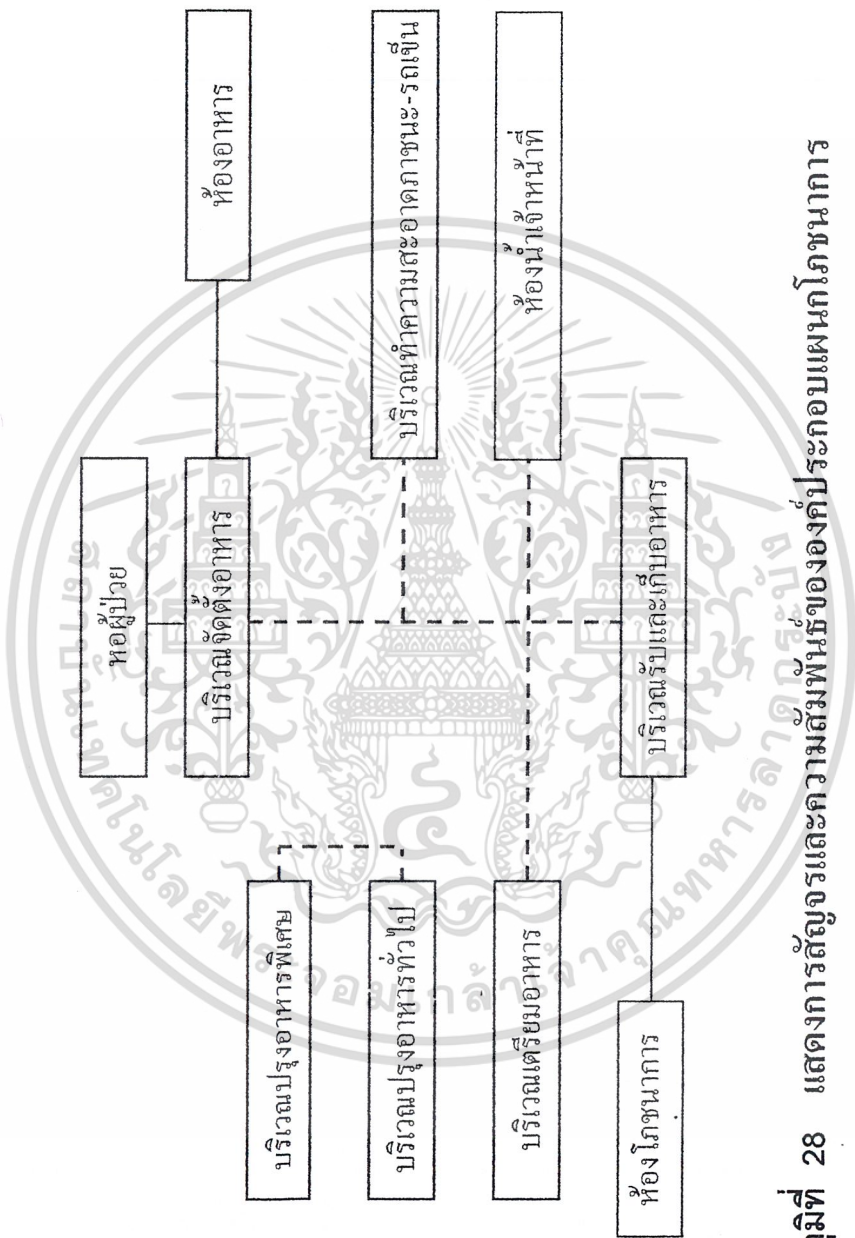 หอผู้ป่วย
บริเวณจัดตั้งอาหาร
ห้องอาหาร
บริเวณปรุงอาหารพิเศษ
บริเวณปรุงอาหารทั่วไป
บริเวณทำความสะอาดภาชนะ-รถเข็น
บริเวณเตรียมอาหาร
ห้องน้ำเจ้าหน้าที่
บริเวณรับและเก็บอาหาร
ห้องโภชนาการ
ภูมิที่ 28 แสดงการสัญจรและความสัมพันธ์ขององค์ประกอบแผนกโภชนาการ